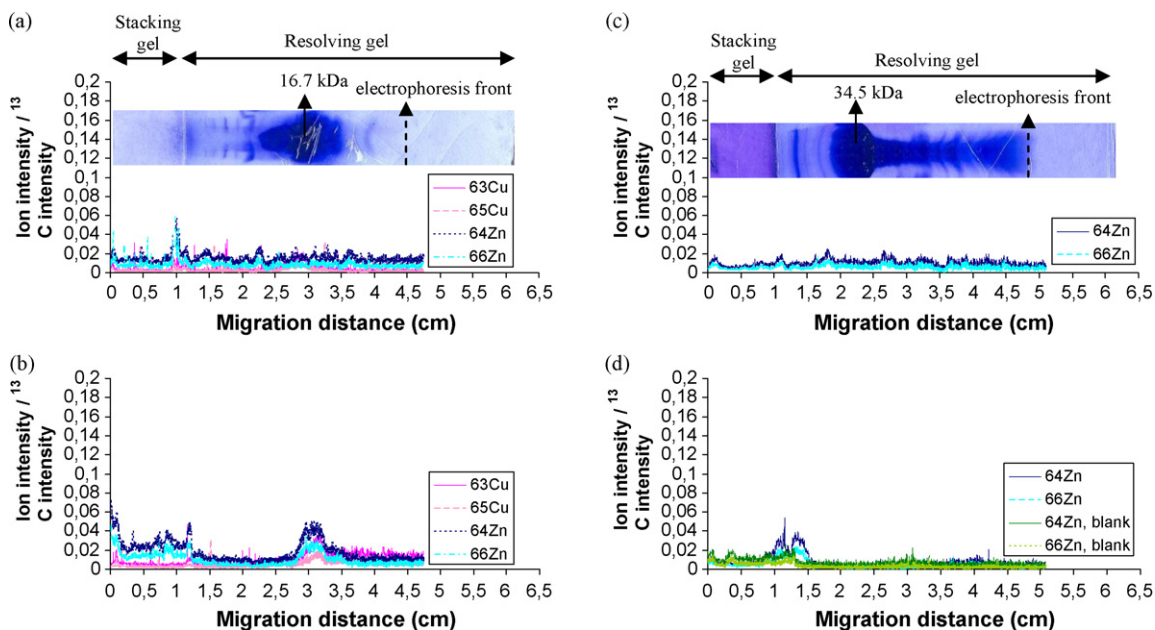 (a)
Stacking
gel
Resolving gel
16.7 kDa
electrophoresis front
Ion intensity / 13
C intensity
0,2
0,18
0,16
0,14
0,12
0,1
0,08
0,06
0,04
0,02
0
63Cu
65Cu
64Zn
66Zn
0 0,5 1 1,5 2 2,5 3 3,5 4 4,5 5 5,5 6 6,5
Migration distance (cm)
(c)
Stacking
gel
Resolving gel
34.5 kDa
electrophoresis front
Ion intensity / 13
C intensity
0,2
0,18
0,16
0,14
0,12
0,1
0,08
0,06
0,04
0,02
0
64Zn
66Zn
0 0,5 1 1,5 2 2,5 3 3,5 4 4,5 5 5,5 6 6,5
Migration distance (cm)
(b)
Ion intensity / 13
C intensity
0,2
0,18
0,16
0,14
0,12
0,1
0,08
0,06
0,04
0,02
0
63Cu
65Cu
64Zn
66Zn
0 0,5 1 1,5 2 2,5 3 3,5 4 4,5 5 5,5 6 6,5
Migration distance (cm)
(d)
Ion intensity / 13
C intensity
0,2
0,18
0,16
0,14
0,12
0,1
0,08
0,06
0,04
0,02
0
64Zn
66Zn
64Zn, blank
66Zn, blank
0 0,5 1 1,5 2 2,5 3 3,5 4 4,5 5 5,5 6 6,5
Migration distance (cm)